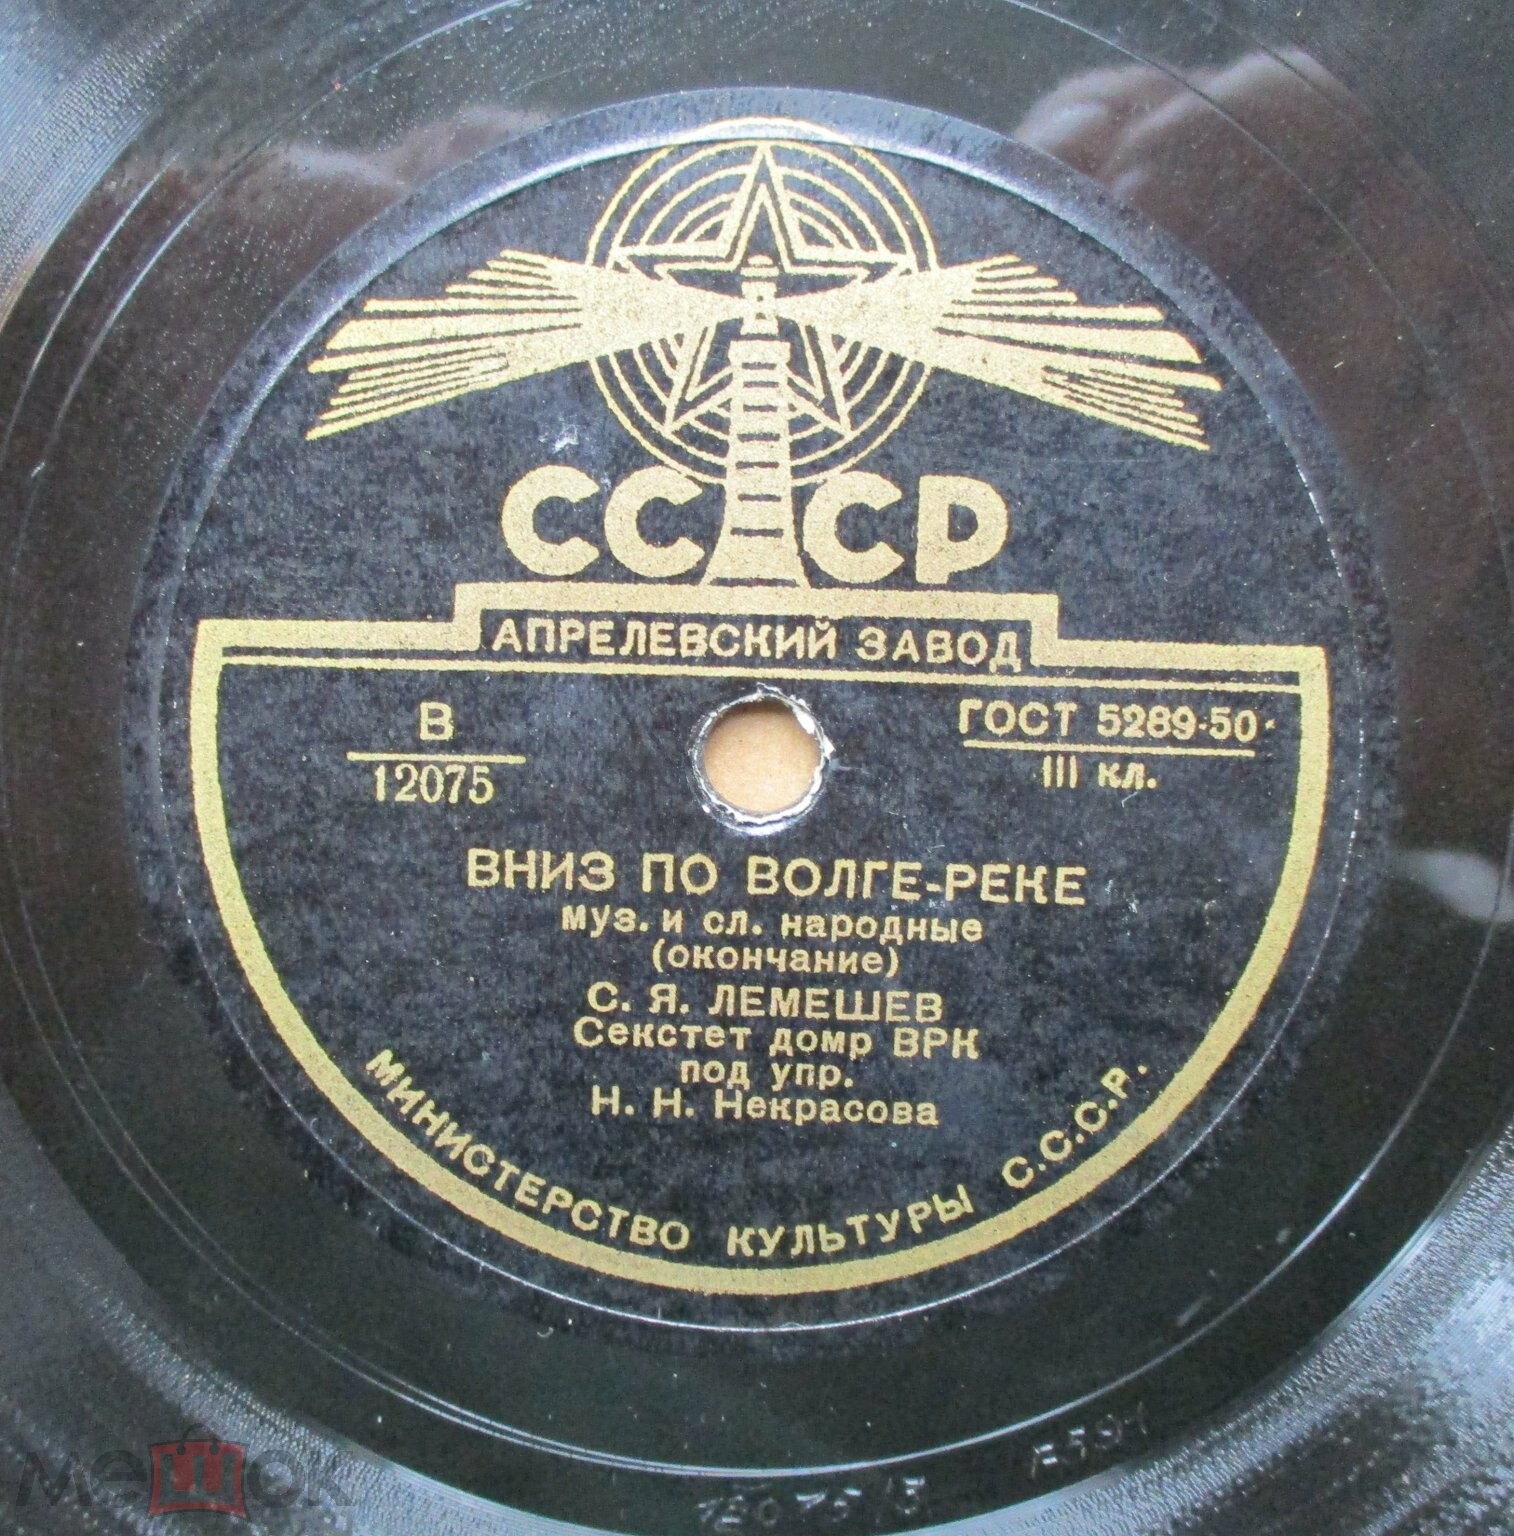 СССР
АПРЕЛЕВСКИЙ ЗАВОД
В
12075
ГОСТ 5289-50
III кл.
ВНИЗ ПО ВОЛГЕ-РЕКЕ
муз. и сл. народные
(окончание)
С. Я. ЛЕМЕШЕВ
Секстет домр ВРК
под упр.
Н. Н. Некрасова
МИНИСТЕРСТВО КУЛЬТУРЫ С.С.С.Р.
мешок